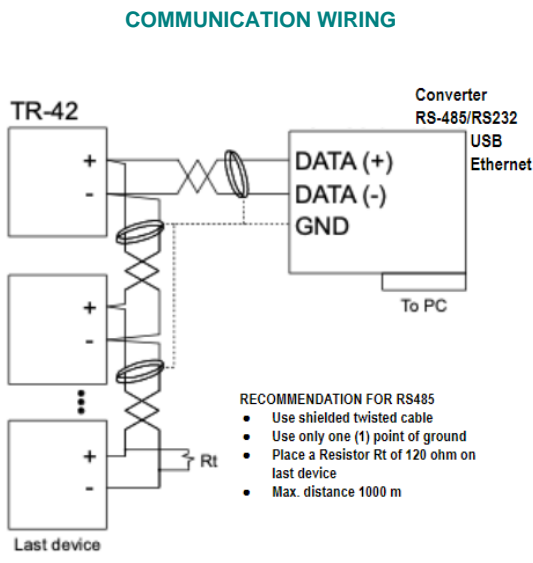 COMMUNICATION WIRING
TR-42
Converter
RS-485/RS232
USB
Ethernet
+
-
DATA (+)
DATA (-)
GND
To PC
+
-
RECOMMENDATION FOR RS485
● Use shielded twisted cable
● Use only one (1) point of ground
● Place a Resistor Rt of 120 ohm on
last device
● Max. distance 1000 m
+
-
Rt
Last device